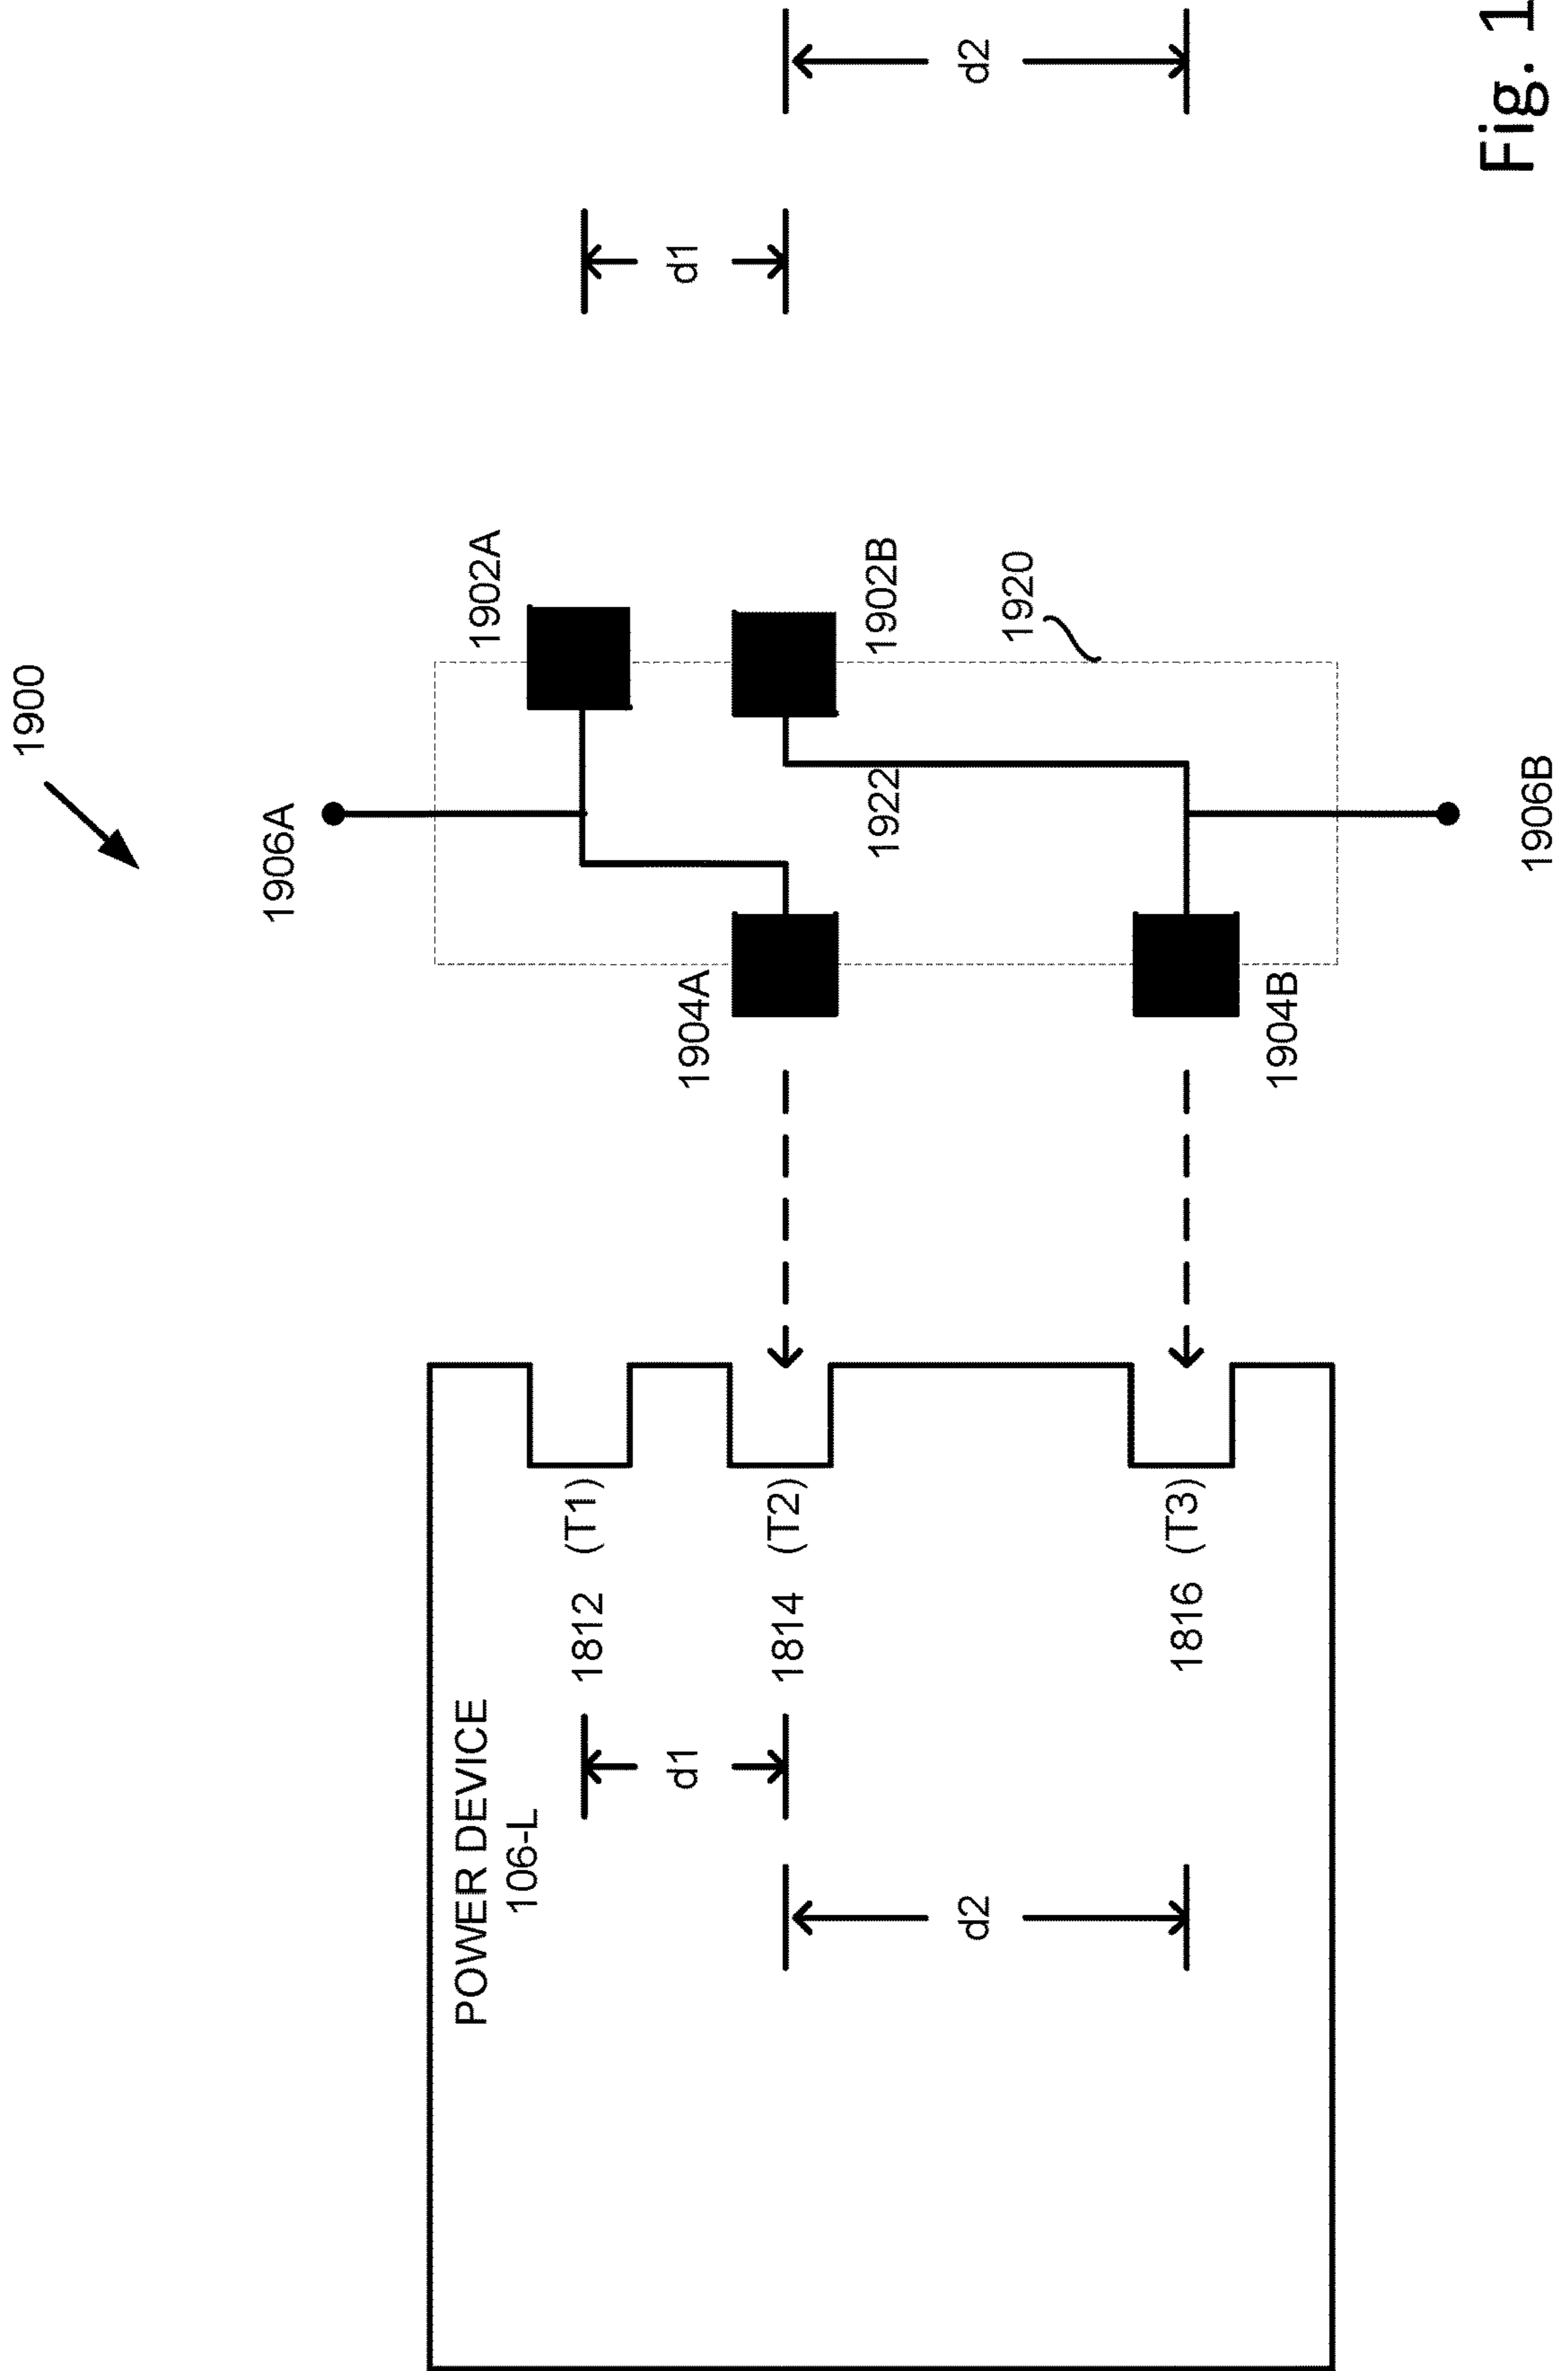 1900
1906A
1902A
1904A
1902B
1922
1920
1904B
1906B
d1
d2
POWER DEVICE
106-L
1812 (T1)
1814 (T2)
1816 (T3)
d1
d2
Fig. 1